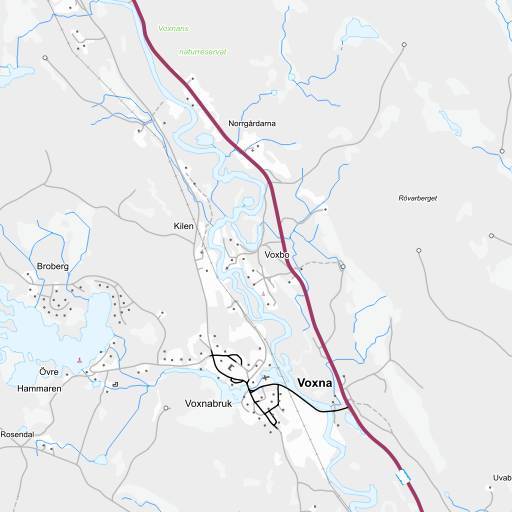 Voxnans
naturreservat
Norrgårdarna
Rövarberget
Kilen
Voxbo
Broberg
Övre
Hammaren
Voxna
Voxnabruk
Rosendal
Uvab